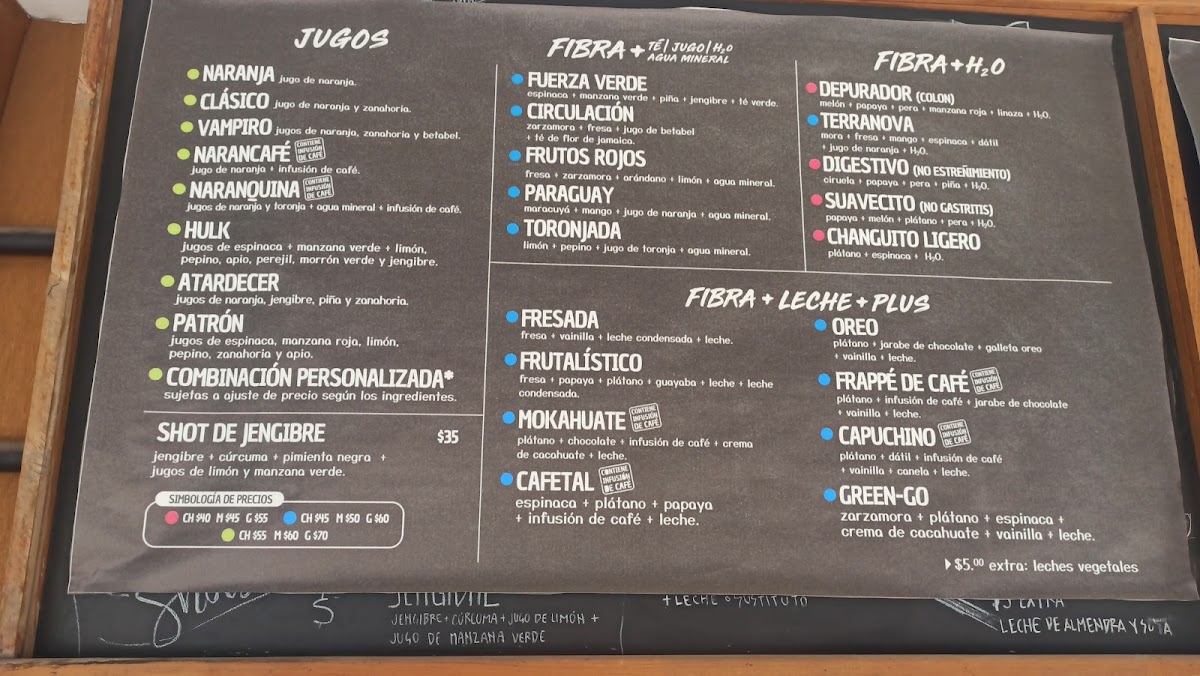 JUGOS
NARANJA jugo de naranja.
CLÁSICO jugo de naranja y zanahoria.
VAMPIRO jugos de naranja, zanahoria y betabel.
NARANCAFÉ CONTIENE INFUSIÓN DE CAFÉ
jugo de naranja + infusión de café.
NARANQUINA CONTIENE INFUSIÓN DE CAFÉ
jugos de naranja y toronja + agua mineral + infusión de café.
HULK
jugos de espinaca + manzana verde + limón,
pepino, apio, perejil, morrón verde y jengibre.
ATARDECER
jugos de naranja, jengibre, piña y zanahoria.
PATRÓN
jugos de espinaca, manzana roja, limón,
pepino, zanahoria y apio.
COMBINACIÓN PERSONALIZADA*
sujetas a ajuste de precio según los ingredientes.
SHOT DE JENGIBRE $35
jengibre + cúrcuma + pimienta negra +
jugos de limón y manzana verde.
SIMBOLOGÍA DE PRECIOS
CH $40 M $45 G $55 CH $45 M $50 G $60
CH $55 M $60 G $70
FIBRA + TÉ | JUGO | H₂O
AGUA MINERAL
FUERZA VERDE
espinaca + manzana verde + piña + jengibre + té verde.
CIRCULACIÓN
zarzamora + fresa + jugo de betabel
+ té de flor de jamaica.
FRUTOS ROJOS
fresa + zarzamora + arándano + limón + agua mineral.
PARAGUAY
maracuyá + mango + jugo de naranja + agua mineral.
TORONJADA
limón + pepino + jugo de toronja + agua mineral.
FIBRA + H₂O
DEPURADOR (COLON)
melón + papaya + pera + manzana roja + linaza + H₂O.
TERRANOVA
mora + fresa + mango + espinaca + dátil
+ jugo de naranja + H₂O.
DIGESTIVO (NO ESTREÑIMIENTO)
ciruela + papaya + pera + piña + H₂O.
SUAVECITO (NO GASTRITIS)
papaya + melón + plátano + pera + H₂O.
CHANGUITO LIGERO
plátano + espinaca + H₂O.
FIBRA + LECHE + PLUS
FRESADA
fresa + vainilla + leche condensada + leche.
FRUTALÍSTICO
fresa + papaya + plátano + guayaba + leche + leche
condensada.
MOKAHUATE CONTIENE INFUSIÓN DE CAFÉ
plátano + chocolate + infusión de café + crema
de cacahuate + leche.
CAFETAL CONTIENE INFUSIÓN DE CAFÉ
espinaca + plátano + papaya
+ infusión de café + leche.
OREO
plátano + jarabe de chocolate + galleta oreo
+ vainilla + leche.
FRAPPÉ DE CAFÉ CONTIENE INFUSIÓN DE CAFÉ
plátano + infusión de café + jarabe de chocolate
+ vainilla + leche.
CAPUCHINO CONTIENE INFUSIÓN DE CAFÉ
plátano + dátil + infusión de café
+ vainilla + canela + leche.
GREEN-GO
zarzamora + plátano + espinaca +
crema de cacahuate + vainilla + leche.
$5.00 extra: leches vegetales
JENGIBRE
JENGIBRE + CÚRCUMA + JUGO DE LIMÓN +
JUGO DE MANZANA VERDE
+ LECHE o SUSTITUTO
$5 EXTRA
LECHE DE ALMENDRA Y SOYA